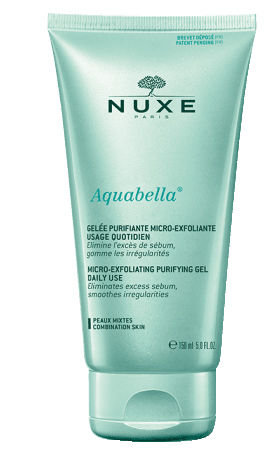 BREVET DÉPOSÉ (FR)
PATENT PENDING (FR)
NUXE
PARIS
Aquabella®
GELÉE PURIFIANTE MICRO-EXFOLIANTE
USAGE QUOTIDIEN
Elimine l'excès de sébum,
gomme les irrégularités
MICRO-EXFOLIATING PURIFYING GEL
DAILY USE
Eliminates excess sebum,
smoothes irregularities
PEAUX MIXTES
COMBINATION SKIN
e 150 ml 5.0 FL.OZ.